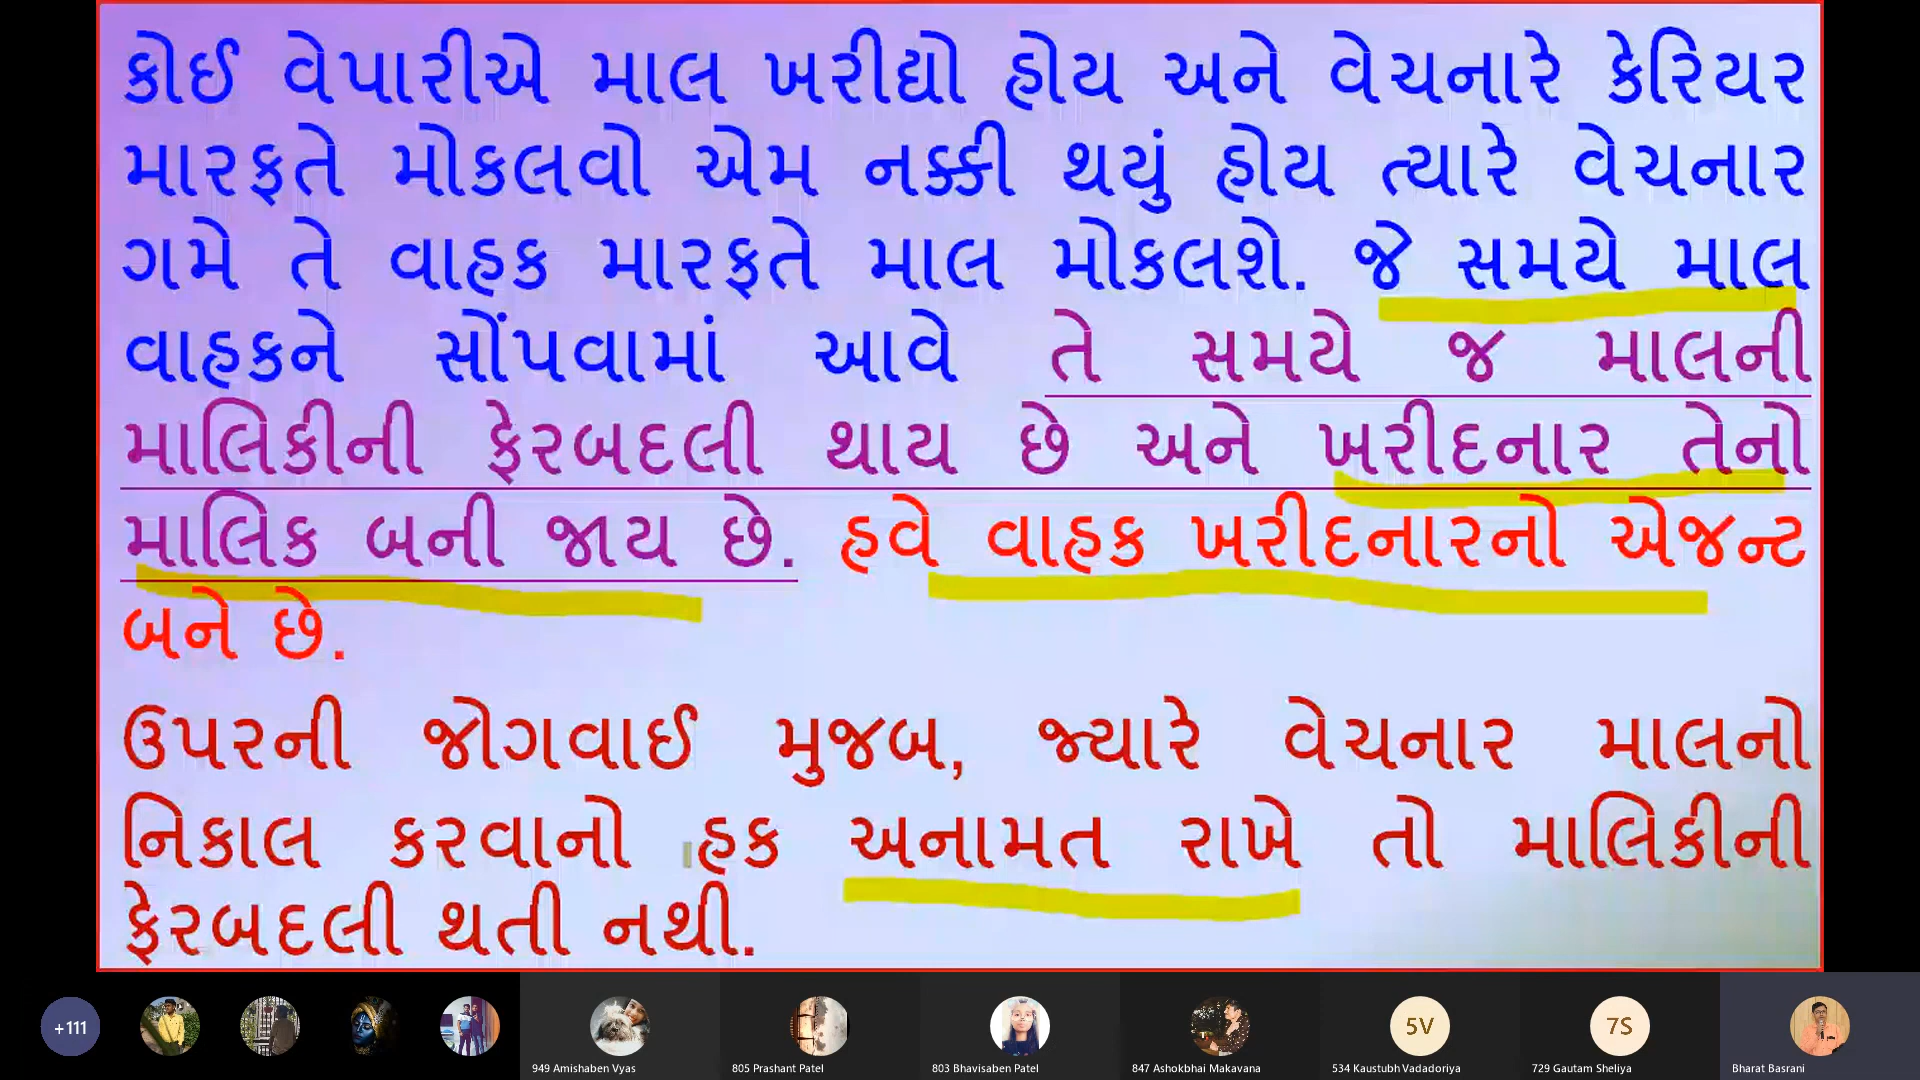 કોઈ વેપારીએ માલ ખરીદ્યો હોય અને વેચનારે કેરિયર
મારફતે મોકલવો એમ નક્કી થયું હોય ત્યારે વેચનાર
ગમે તે વાહક મારફતે માલ મોકલશે. જે સમયે માલ
વાહકને સોંપવામાં આવે તે સમયે જ માલની
માલિકીની ફેરબદલી થાય છે અને ખરીદનાર તેનો
માલિક બની જાય છે. હવે વાહક ખરીદનારનો એજન્ટ
બને છે.
ઉપરની જોગવાઈ મુજબ, જ્યારે વેચનાર માલનો
નિકાલ કરવાનો હક અનામત રાખે તો માલિકીની
ફેરબદલી થતી નથી.
+111
949 Amishaben Vyas
805 Prashant Patel
803 Bhavisaben Patel
847 Ashokbhai Makavana
5V
534 Kaustubh Vadadoriya
7S
729 Gautam Sheliya
Bharat Basrani